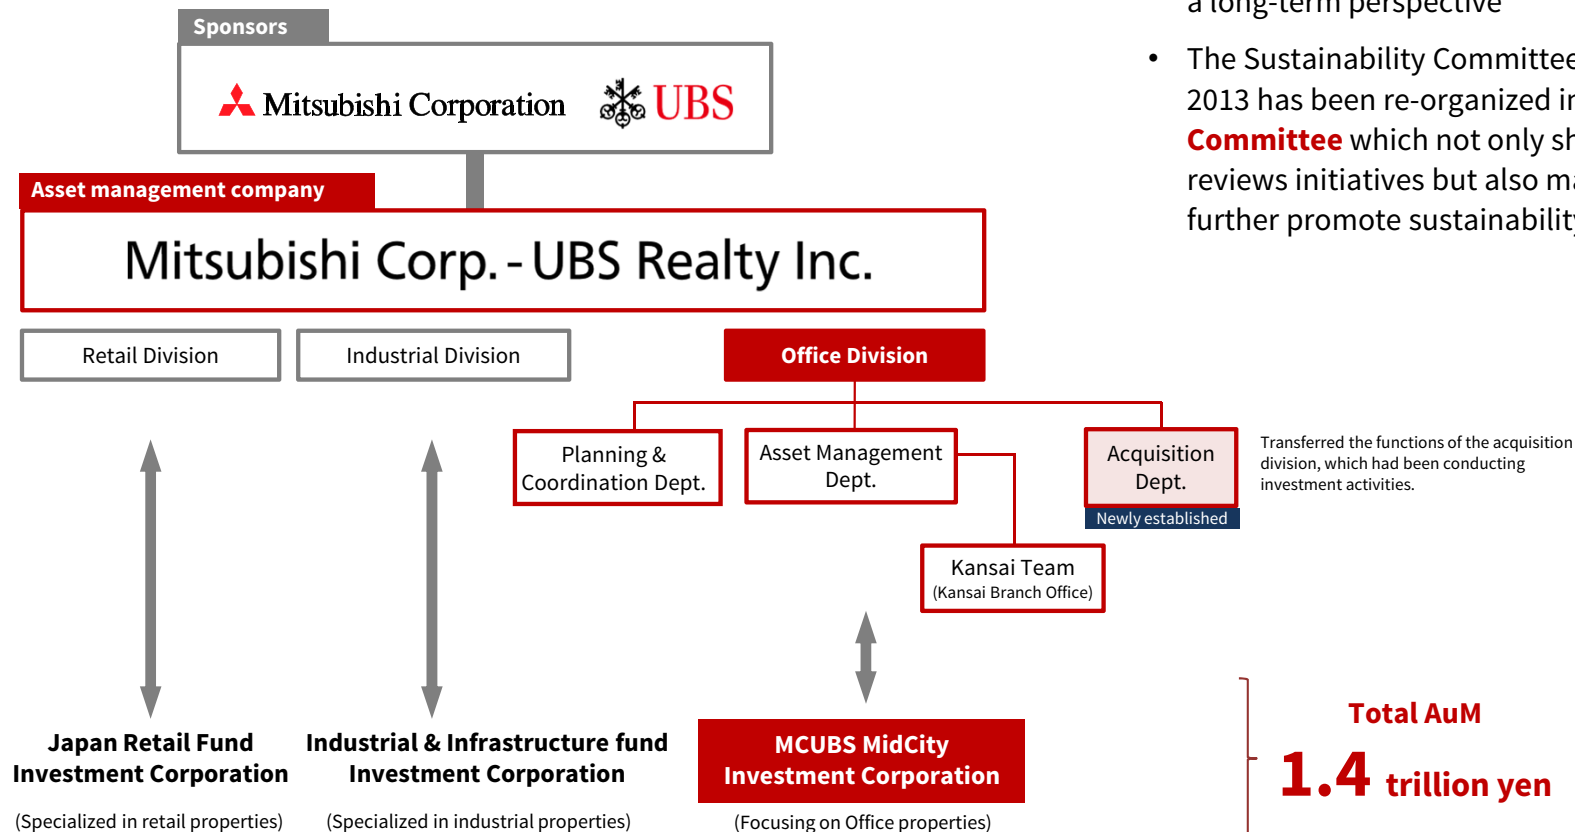 a long-term perspective
• The Sustainability Committee
2013 has been re-organized in
Committee which not only sh
reviews initiatives but also ma
further promote sustainability
Sponsors
Mitsubishi Corporation
UBS
Asset management company
Mitsubishi Corp. - UBS Realty Inc.
Retail Division
Industrial Division
Office Division
Planning &
Coordination Dept.
Asset Management
Dept.
Acquisition
Dept.
Newly established
Transferred the functions of the acquisition
division, which had been conducting
investment activities.
Kansai Team
(Kansai Branch Office)
Japan Retail Fund
Investment Corporation
(Specialized in retail properties)
Industrial & Infrastructure fund
Investment Corporation
(Specialized in industrial properties)
MCUBS MidCity
Investment Corporation
(Focusing on Office properties)
Total AuM
1.4 trillion yen